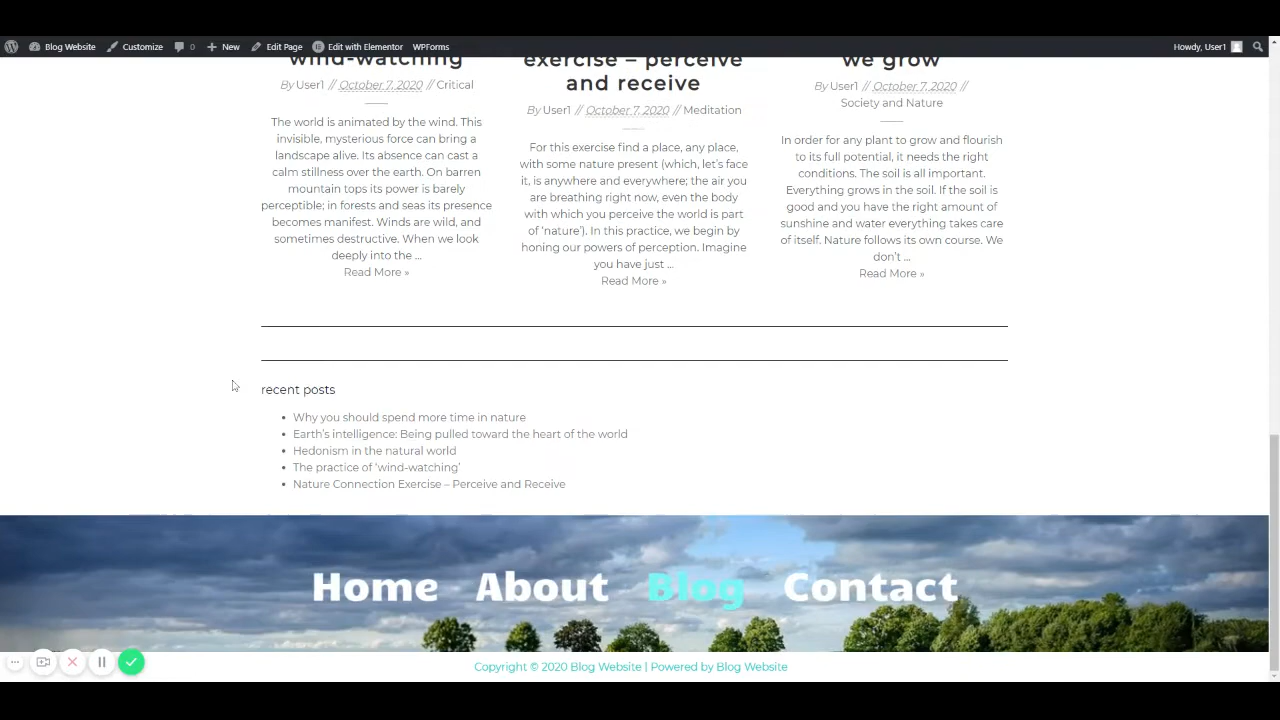 Blog Website Customize 0 New Edit Page Edit with Elementor WPForms Howdy, User1
wind-watching
By User1 // October 7, 2020 // Critical
The world is animated by the wind. This
invisible, mysterious force can bring a
landscape alive. Its absence can cast a
calm stillness over the earth. On barren
mountain tops its power is barely
perceptible; in forests and seas its presence
becomes manifest. Winds are wild, and
sometimes destructive. When we look
deeply into the ...
Read More »
exercise – perceive
and receive
By User1 // October 7, 2020 // Meditation
For this exercise find a place, any place,
with some nature present (which, let's face
it, is anywhere and everywhere; the air you
are breathing right now, even the body
with which you perceive the world is part
of 'nature'). In this practice, we begin by
honing our powers of perception. Imagine
you have just ...
Read More »
we grow
By User1 // October 7, 2020 //
Society and Nature
In order for any plant to grow and flourish
to its full potential, it needs the right
conditions. The soil is all important.
Everything grows in the soil. If the soil is
good and you have the right amount of
sunshine and water everything takes care
of itself. Nature follows its own course. We
don't ...
Read More »
recent posts
• Why you should spend more time in nature
• Earth's intelligence: Being pulled toward the heart of the world
• Hedonism in the natural world
• The practice of 'wind-watching'
• Nature Connection Exercise – Perceive and Receive
Home About Blog Contact
Copyright © 2020 Blog Website | Powered by Blog Website